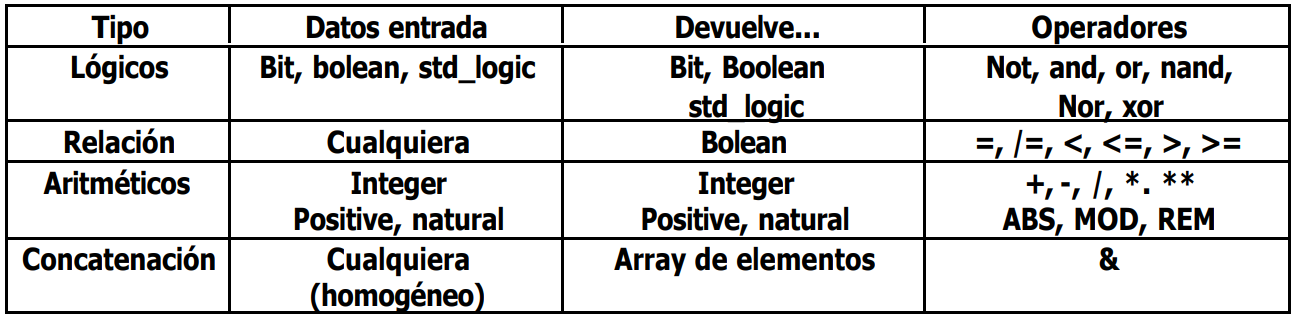 Tipo Datos entrada Devuelve... Operadores
Lógicos Bit, bolean, std_logic Bit, Boolean Not, and, or, nand,
std_logic Nor, xor
Relación Cualquiera Bolean =, /=, <, <=, >, >=
Aritméticos Integer Integer +, -, /, *. **
Positive, natural Positive, natural ABS, MOD, REM
Concatenación Cualquiera Array de elementos &
(homogéneo)